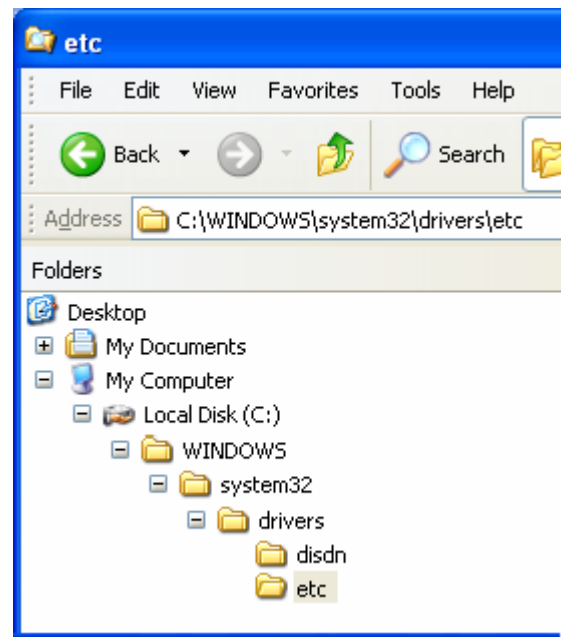 etc
File Edit View Favorites Tools Help
Back Search
Address C:\WINDOWS\system32\drivers\etc
Folders
Desktop
My Documents
My Computer
Local Disk (C:)
WINDOWS
system32
drivers
disdn
etc